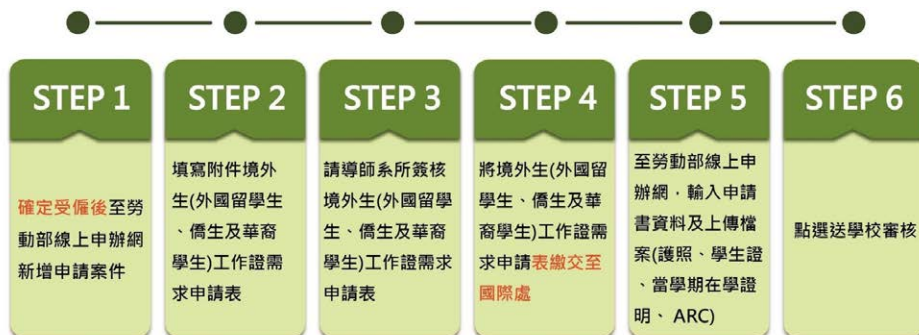 STEP 1
確定受僱後至勞
動部線上申辦網
新增申請案件
STEP 2
填寫附件境外
生(外國留學生
、僑生及華裔
學生)工作證需
求申請表
STEP 3
請導師系所簽核
境外生(外國留學
生、僑生及華裔
學生)工作證需求
申請表
STEP 4
將境外生(外國留
學生、僑生及華
裔學生)工作證需
求申請表繳交至
國際處
STEP 5
至勞動部線上申
辦網，輸入申請
書資料及上傳檔
案(護照、學生證
、當學期在學證
明、 ARC)
STEP 6
點選送學校審核